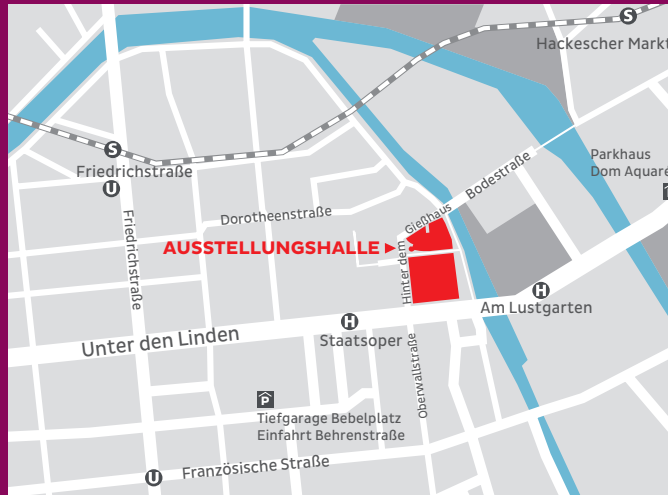 S
Hackescher Markt
S
Friedrichstraße
U
Parkhaus
Dom Aquaré
Bodestraße
Gießhaus
Dorotheenstraße
Friedrichstraße
AUSSTELLUNGSHALLE
Hinter dem
H
Am Lustgarten
H
Staatsoper
Unter den Linden
Oberwallstraße
P
Tiefgarage Bebelplatz
Einfahrt Behrenstraße
U
Französische Straße